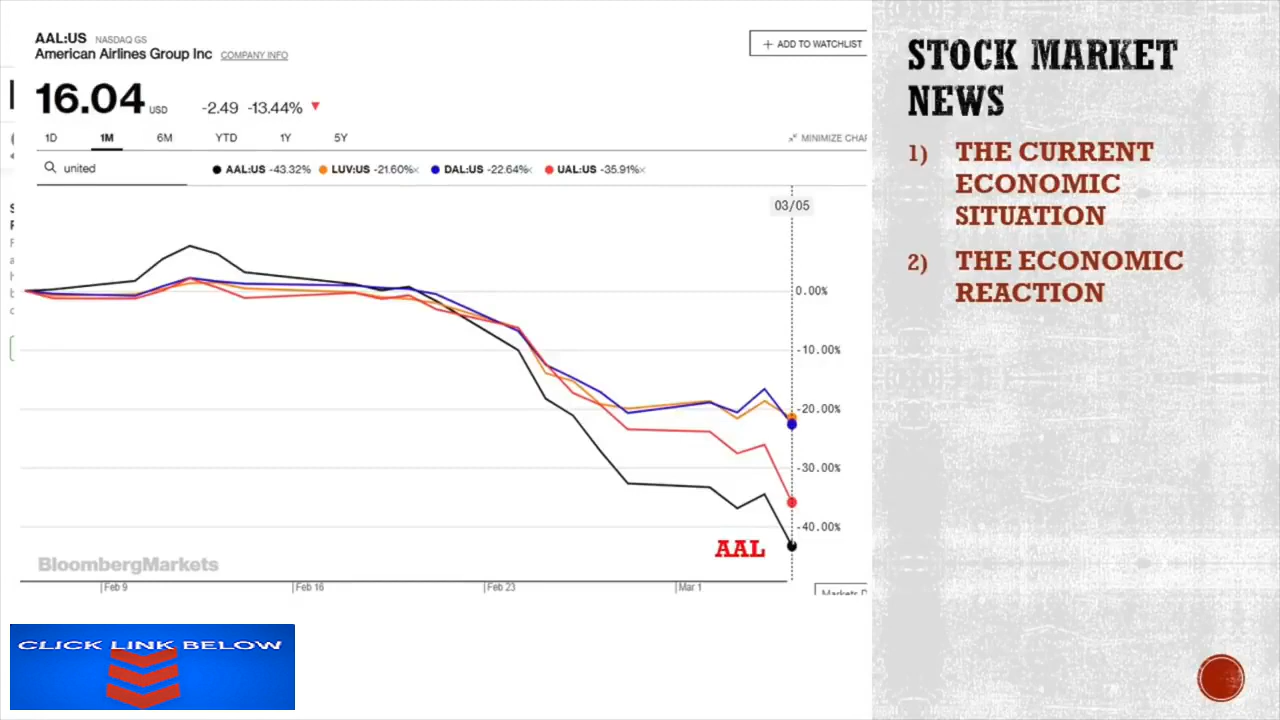 AAL:US NASDAQ GS
American Airlines Group Inc COMPANY INFO
+ ADD TO WATCHLIST
16.04 USD -2.49 -13.44% ▼
1D 1M 6M YTD 1Y 5Y
MINIMIZE CHAR
united
AAL:US -43.32% LUV:US -21.60%× DAL:US -22.64%× UAL:US -35.91%×
03/05
0.00%
-10.00%
-20.00%
-30.00%
-40.00%
AAL
BloombergMarkets
Feb 9 Feb 16 Feb 23 Mar 1
Markets D
CLICK LINK BELOW
STOCK MARKET
NEWS
1) THE CURRENT
ECONOMIC
SITUATION
2) THE ECONOMIC
REACTION